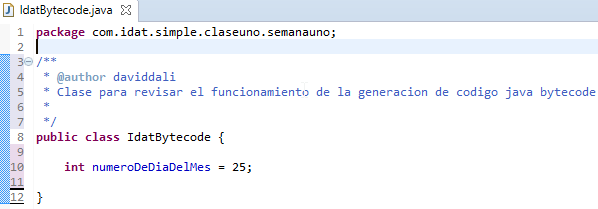 IdatBytecode.java
1 package com.idat.simple.claseuno.semanauno;
2
3 /**
4 * @author daviddali
5 * Clase para revisar el funcionamiento de la generacion de codigo java bytecode
6 *
7 */
8 public class IdatBytecode {
9
10 int numeroDeDiaDelMes = 25;
11
12 }